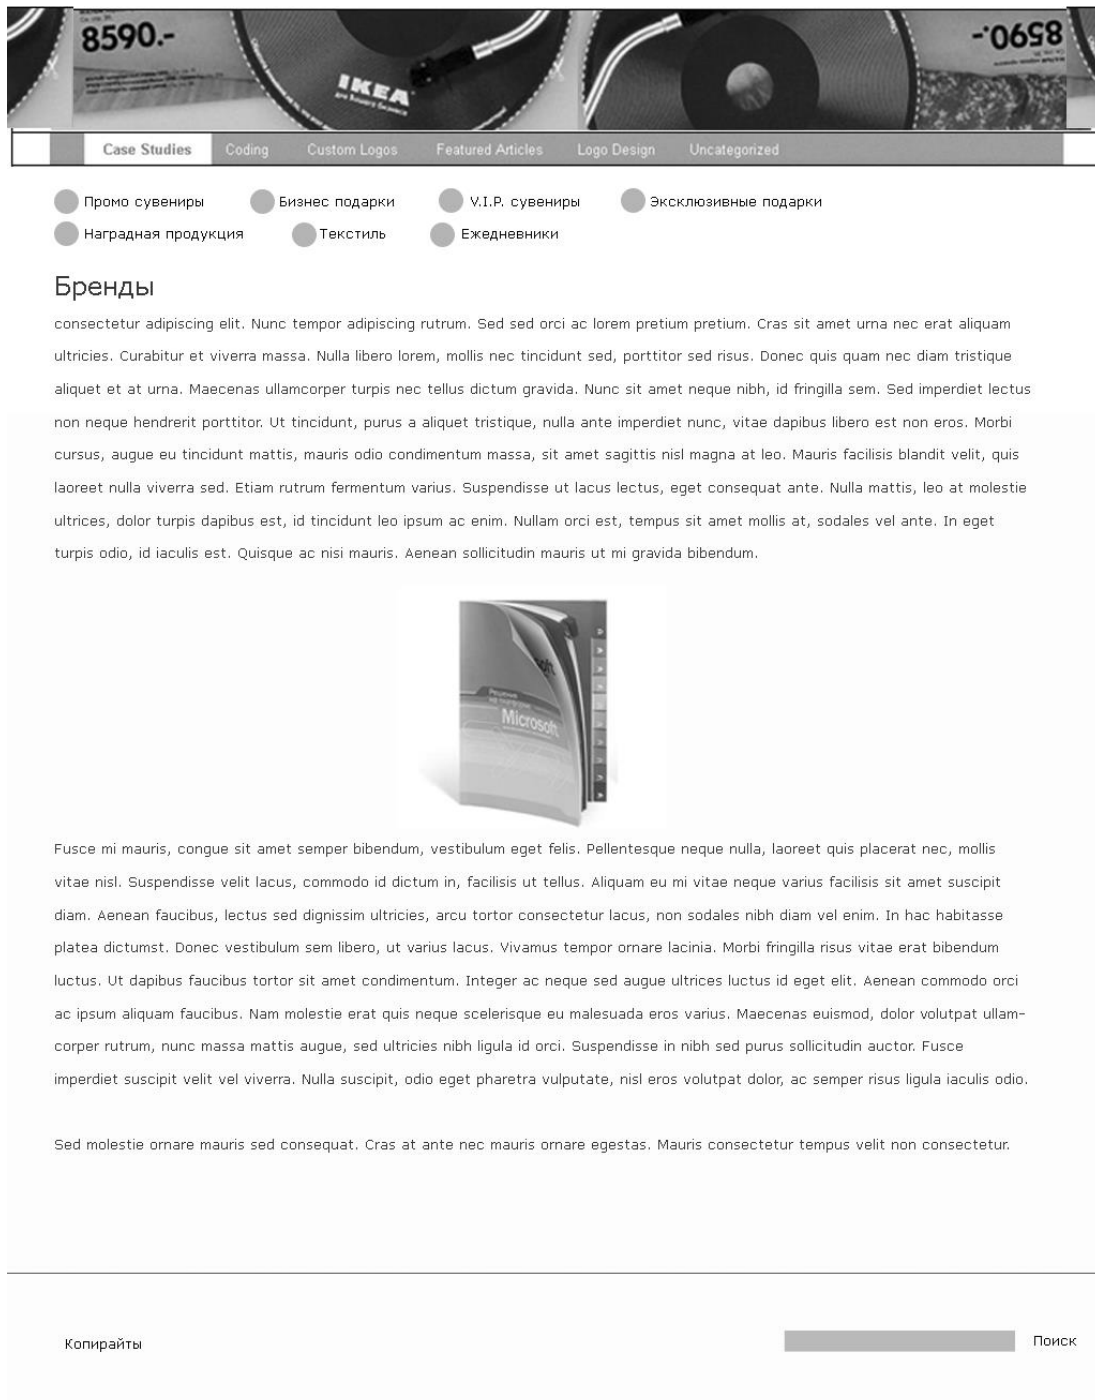 8590.-
IKEA
для Вашего бизнеса
8590.-
Case Studies Coding Custom Logos Featured Articles Logo Design Uncategorized
Промо сувениры Бизнес подарки V.I.P. сувениры Эксклюзивные подарки
Наградная продукция Текстиль Ежедневники
Бренды
consectetur adipiscing elit. Nunc tempor adipiscing rutrum. Sed sed orci ac lorem pretium pretium. Cras sit amet urna nec erat aliquam
ultricies. Curabitur et viverra massa. Nulla libero lorem, mollis nec tincidunt sed, porttitor sed risus. Donec quis quam nec diam tristique
aliquet et at urna. Maecenas ullamcorper turpis nec tellus dictum gravida. Nunc sit amet neque nibh, id fringilla sem. Sed imperdiet lectus
non neque hendrerit porttitor. Ut tincidunt, purus a aliquet tristique, nulla ante imperdiet nunc, vitae dapibus libero est non eros. Morbi
cursus, augue eu tincidunt mattis, mauris odio condimentum massa, sit amet sagittis nisl magna at leo. Mauris facilisis blandit velit, quis
laoreet nulla viverra sed. Etiam rutrum fermentum varius. Suspendisse ut lacus lectus, eget consequat ante. Nulla mattis, leo at molestie
ultrices, dolor turpis dapibus est, id tincidunt leo ipsum ac enim. Nullam orci est, tempus sit amet mollis at, sodales vel ante. In eget
turpis odio, id iaculis est. Quisque ac nisi mauris. Aenean sollicitudin mauris ut mi gravida bibendum.
soft
Решения
на платформе
Microsoft
Fusce mi mauris, congue sit amet semper bibendum, vestibulum eget felis. Pellentesque neque nulla, laoreet quis placerat nec, mollis
vitae nisl. Suspendisse velit lacus, commodo id dictum in, facilisis ut tellus. Aliquam eu mi vitae neque varius facilisis sit amet suscipit
diam. Aenean faucibus, lectus sed dignissim ultricies, arcu tortor consectetur lacus, non sodales nibh diam vel enim. In hac habitasse
platea dictumst. Donec vestibulum sem libero, ut varius lacus. Vivamus tempor ornare lacinia. Morbi fringilla risus vitae erat bibendum
luctus. Ut dapibus faucibus tortor sit amet condimentum. Integer ac neque sed augue ultrices luctus id eget elit. Aenean commodo orci
ac ipsum aliquam faucibus. Nam molestie erat quis neque scelerisque eu malesuada eros varius. Maecenas euismod, dolor volutpat ullam-
corper rutrum, nunc massa mattis augue, sed ultricies nibh ligula id orci. Suspendisse in nibh sed purus sollicitudin auctor. Fusce
imperdiet suscipit velit vel viverra. Nulla suscipit, odio eget pharetra vulputate, nisl eros volutpat dolor, ac semper risus ligula iaculis odio.
Sed molestie ornare mauris sed consequat. Cras at ante nec mauris ornare egestas. Mauris consectetur tempus velit non consectetur.
Копирайты Поиск